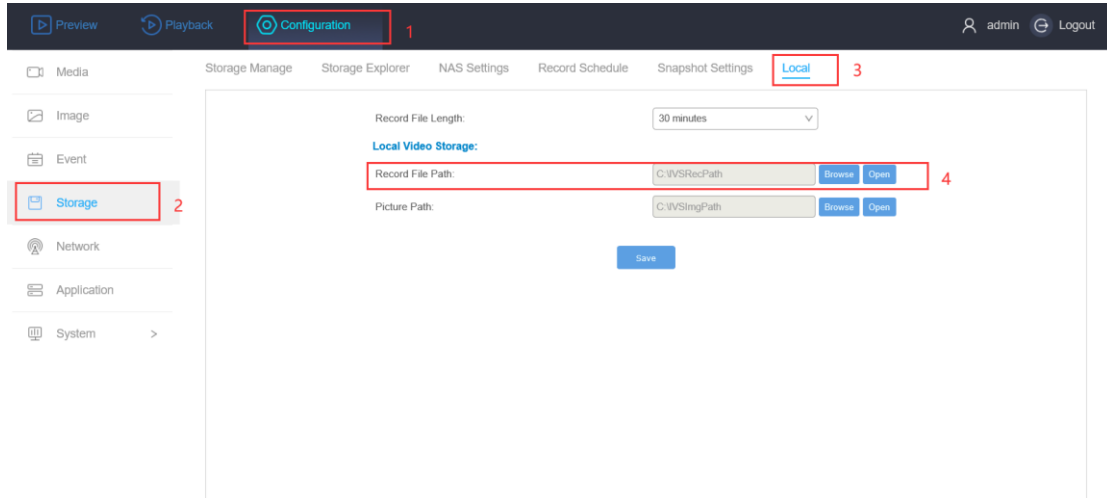 Preview Playback Configuration 1 admin Logout
Media
Storage Manage Storage Explorer NAS Settings Record Schedule Snapshot Settings Local 3
Image
Record File Length: 30 minutes
Local Video Storage:
Event
Record File Path: C:\IVSRecPath Browse Open 4
Storage 2
Picture Path: C:\IVSImgPath Browse Open
Network
Save
Application
System >